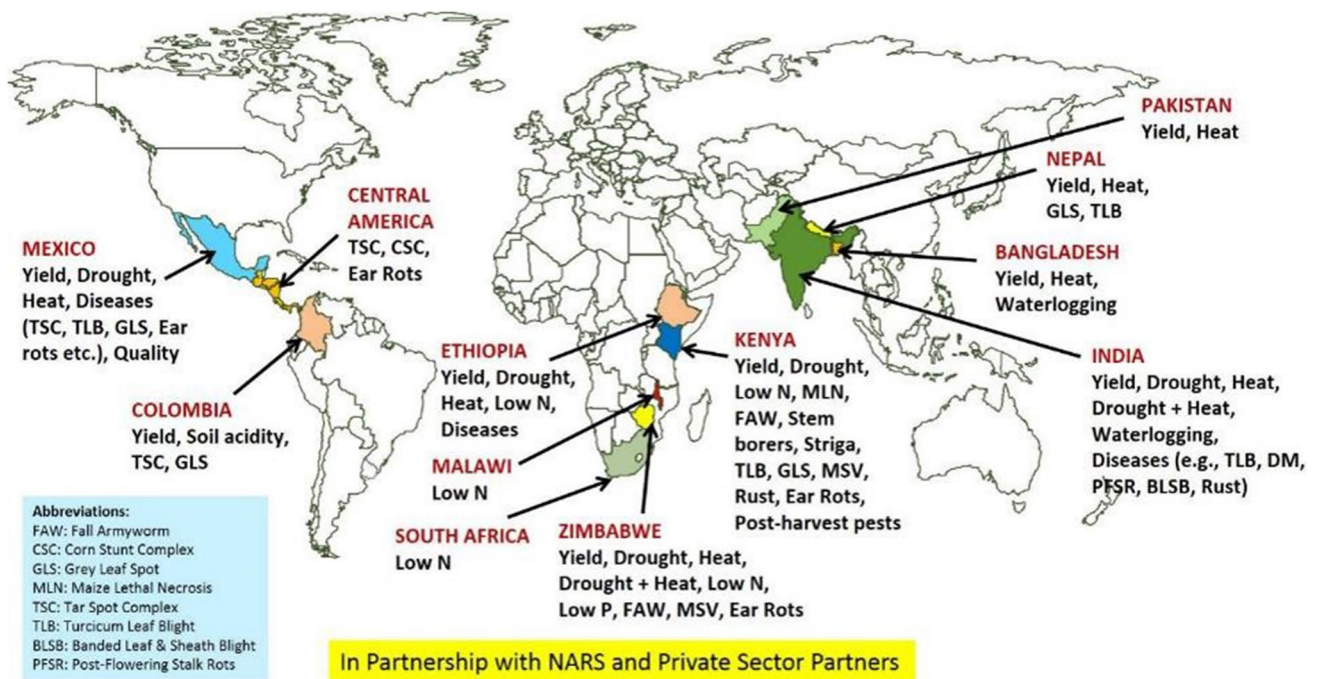 PAKISTAN
Yield, Heat
NEPAL
Yield, Heat,
GLS, TLB
BANGLADESH
Yield, Heat,
Waterlogging
INDIA
Yield, Drought, Heat,
Drought + Heat,
Waterlogging,
Diseases (e.g., TLB, DM,
PFSR, BLSB, Rust)
CENTRAL
AMERICA
TSC, CSC,
Ear Rots
MEXICO
Yield, Drought,
Heat, Diseases
(TSC, TLB, GLS, Ear
rots etc.), Quality
COLOMBIA
Yield, Soil acidity,
TSC, GLS
ETHIOPIA
Yield, Drought,
Heat, Low N,
Diseases
MALAWI
Low N
SOUTH AFRICA
Low N
KENYA
Yield, Drought,
Low N, MLN,
FAW, Stem
borers, Striga,
TLB, GLS, MSV,
Rust, Ear Rots,
Post-harvest pests
ZIMBABWE
Yield, Drought, Heat,
Drought + Heat, Low N,
Low P, FAW, MSV, Ear Rots
Abbreviations:
FAW: Fall Armyworm
CSC: Corn Stunt Complex
GLS: Grey Leaf Spot
MLN: Maize Lethal Necrosis
TSC: Tar Spot Complex
TLB: Turcicum Leaf Blight
BLSB: Banded Leaf & Sheath Blight
PFSR: Post-Flowering Stalk Rots
In Partnership with NARS and Private Sector Partners